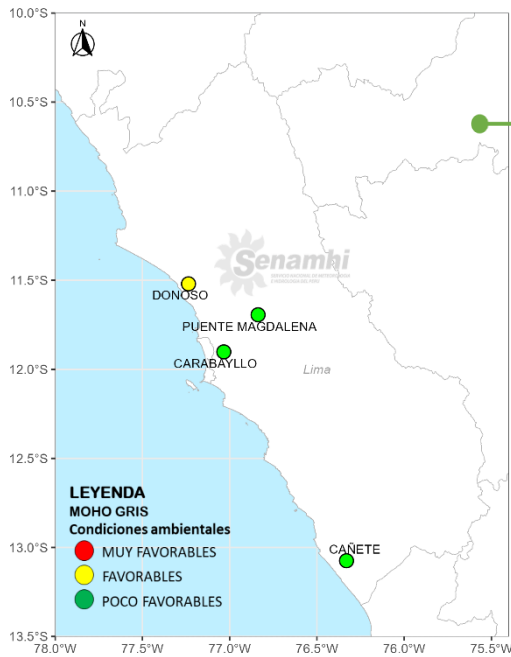 10.0°S
N
10.5°S
11.0°S
Senamhi
11.5°S
DONOSO
PUENTE MAGDALENA
CARABAYLLO
12.0°S
Lima
12.5°S
LEYENDA
MOHO GRIS
Condiciones ambientales
13.0°S
CAÑETE
MUY FAVORABLES
FAVORABLES
POCO FAVORABLES
13.5°S
78.0°W 77.5°W 77.0°W 76.5°W 76.0°W 75.5°W